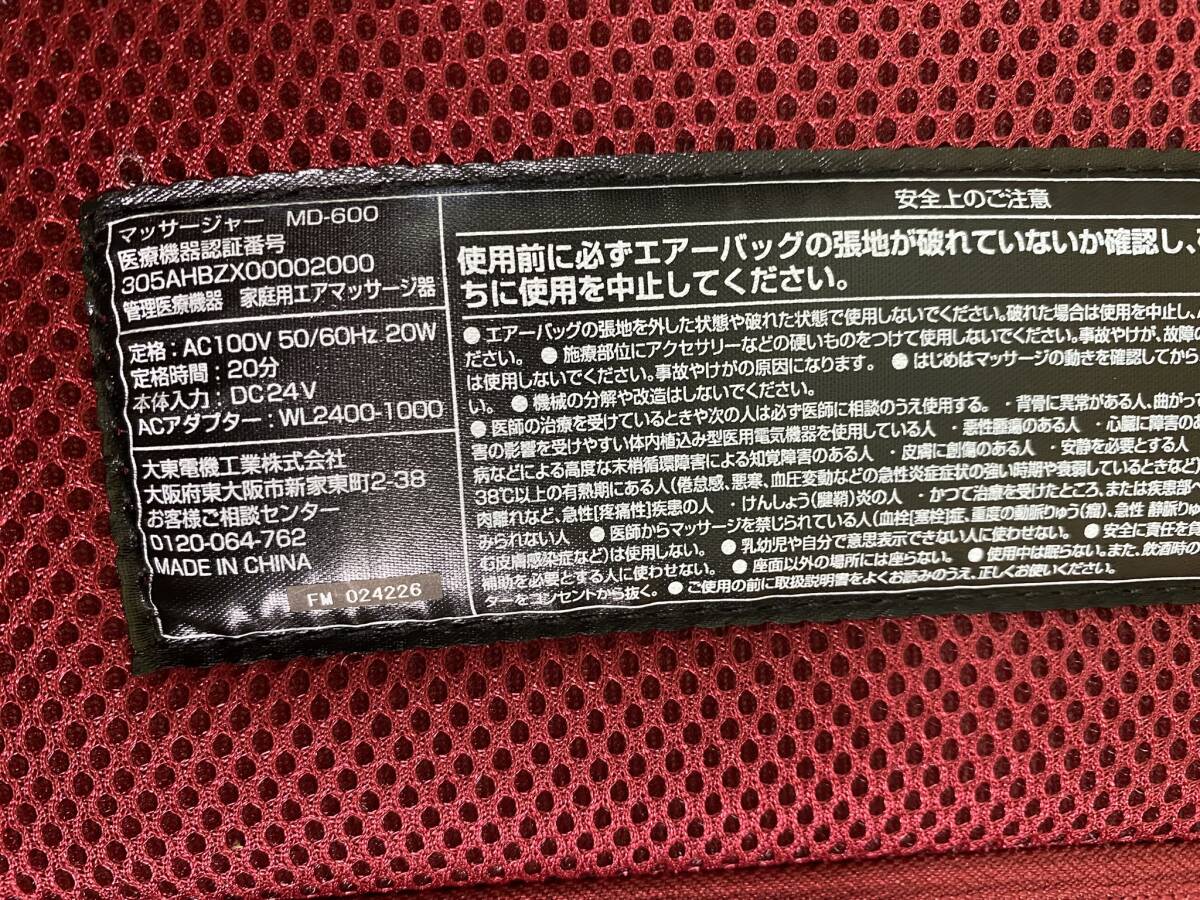 マッサージャー MD-600
医療機器認証番号
305AHBZX00002000
管理医療機器 家庭用エアマッサージ器
定格：AC100V 50/60Hz 20W
定格時間：20分
本体入力：DC24V
ACアダプター：WL2400-1000
大東電機工業株式会社
大阪府東大阪市新家東町2-38
お客様ご相談センター
0120-064-762
MADE IN CHINA
FM 024226
安全上のご注意
使用前に必ずエアーバッグの張地が破れていないか確認し、
ちに使用を中止してください。
●エアーバッグの張地を外した状態や破れた状態で使用しないでください。破れた場合は使用を中止し、
ださい。 ●施療部位にアクセサリーなどの硬いものをつけて使用しないでください。事故やけが、故障の
は使用しないでください。事故やけがの原因になります。 ●はじめはマッサージの動きを確認してから
い。 ●機械の分解や改造はしないでください。
●医師の治療を受けているときや次の人は必ず医師に相談のうえ使用する。 ・背骨に異常がある人、曲がって
害の影響を受けやすい体内植込み型医用電気機器を使用している人 ・悪性腫瘍のある人 ・心臓に障害のあ
病などによる高度な末梢循環障害による知覚障害のある人 ・皮膚に創傷のある人 ・安静を必要とする人
38℃以上の有熱期にある人(倦怠感、悪寒、血圧変動などの急性炎症症状の強い時期や衰弱しているときなど)
肉離れなど、急性[疼痛性]疾患の人 ・けんしょう(腱鞘)炎の人 ・かつて治療を受けたところ、または疾患部へ
みられない人 ●医師からマッサージを禁じられている人(血栓[塞栓]症、重度の動脈りゅう(瘤)、急性 静脈りゅ
む皮膚感染症など)は使用しない。 ●乳幼児や自分で意思表示できない人に使わせない。 ●安全に責任を負
補助を必要とする人に使わせない。 ●座面以外の場所には座らない。 ●使用中は眠らない。また、飲酒時の
ターをコンセントから抜く。 ●ご使用の前に取扱説明書をよくお読みのうえ、正しくお使いください。